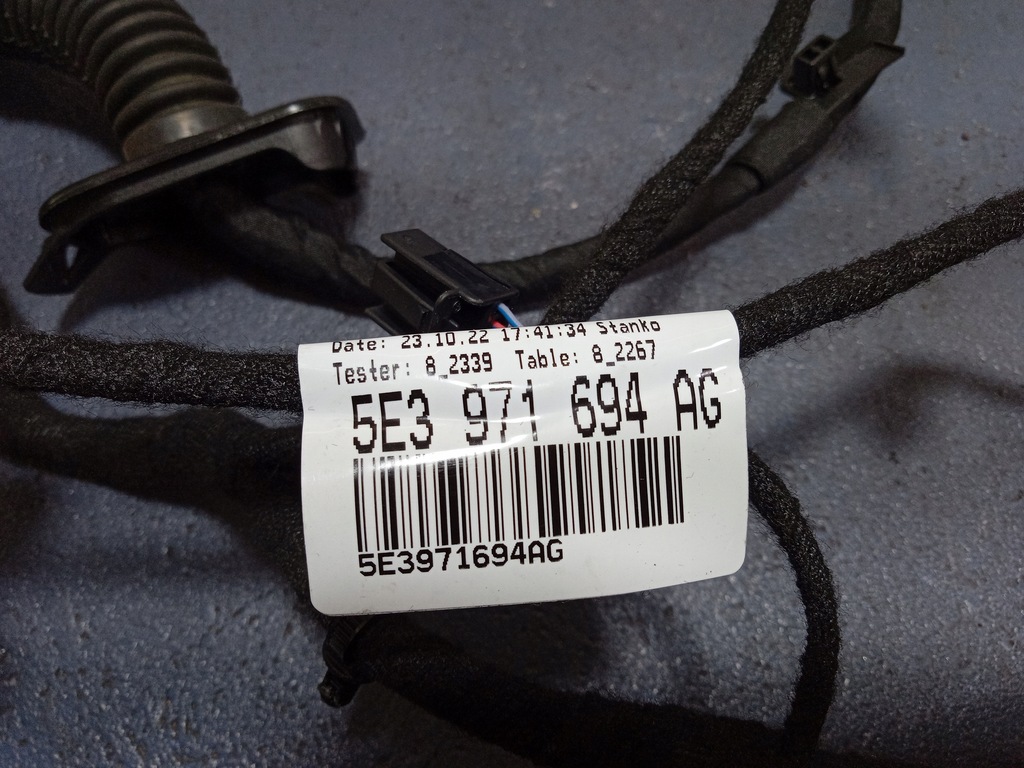 Date: 23.10.22 17:41:34 Stanko
Tester: 8_2339 Table: 8_2267
5E3 971 694 AG
5E3971694AG